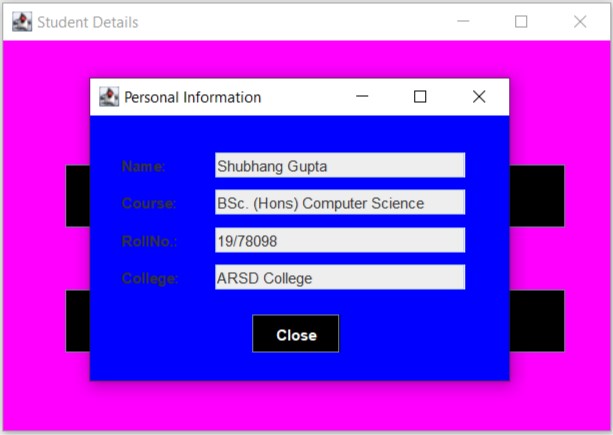 Student Details
Personal Information
Name: Shubhang Gupta
Course: BSc. (Hons) Computer Science
RollNo.: 19/78098
College: ARSD College
Close